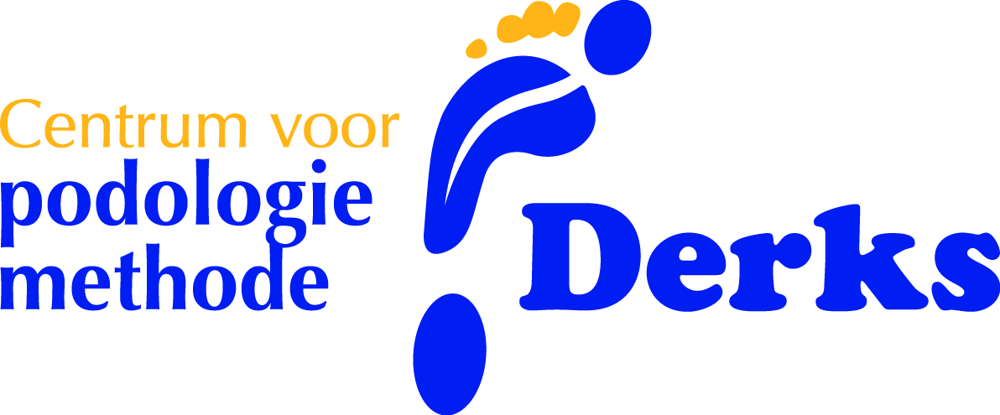 Centrum voor
podologie
methode
Derks